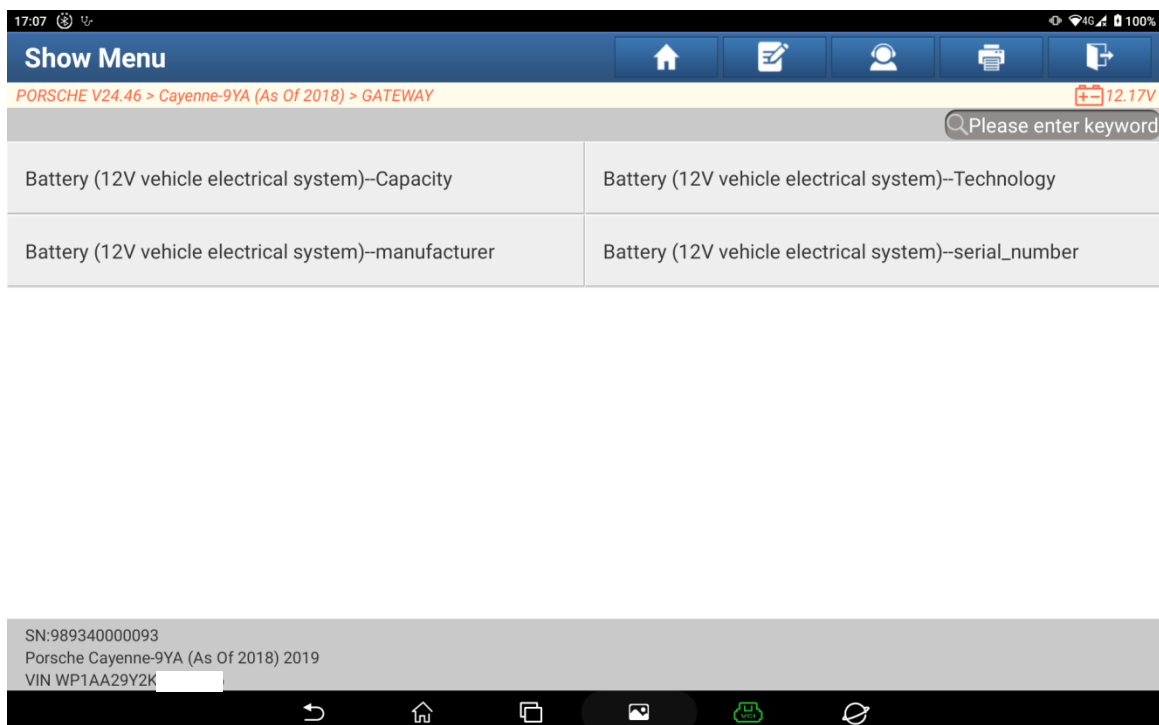 17:07 4G 100%
Show Menu
PORSCHE V24.46 > Cayenne-9YA (As Of 2018) > GATEWAY 12.17V
Please enter keyword
Battery (12V vehicle electrical system)--Capacity
Battery (12V vehicle electrical system)--Technology
Battery (12V vehicle electrical system)--manufacturer
Battery (12V vehicle electrical system)--serial_number
SN:989340000093
Porsche Cayenne-9YA (As Of 2018) 2019
VIN WP1AA29Y2K
VCI